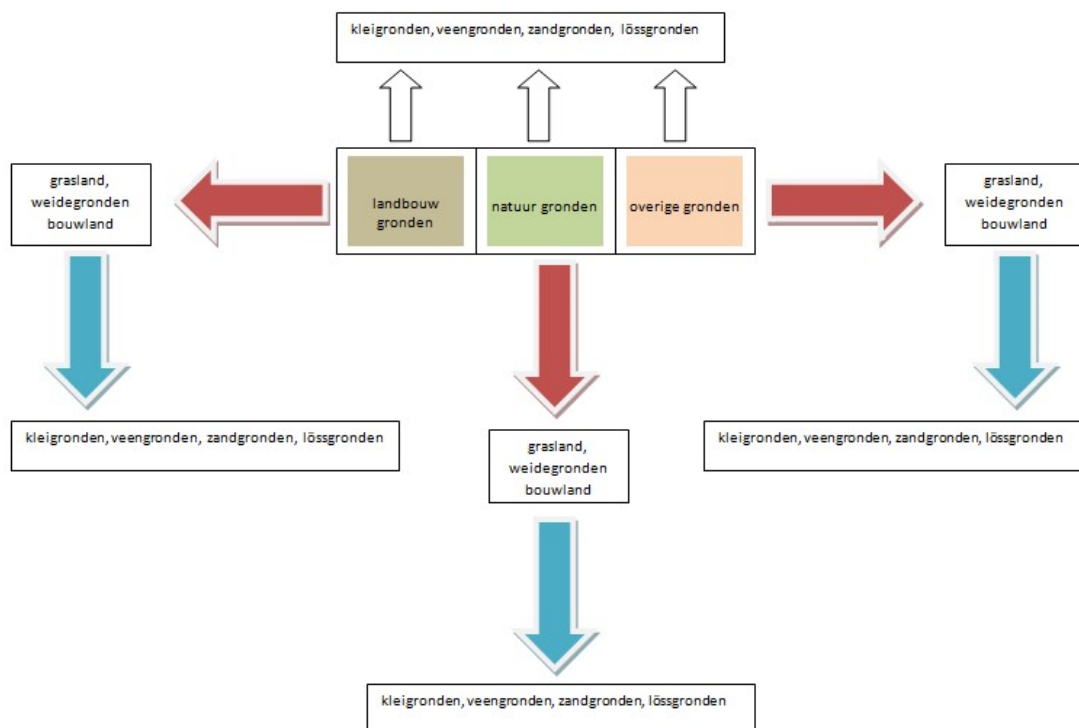 kleigronden, veengronden, zandgronden, lössgronden
landbouw
gronden
natuur gronden
overige gronden
grasland,
weidegronden
bouwland
grasland,
weidegronden
bouwland
kleigronden, veengronden, zandgronden, lössgronden
kleigronden, veengronden, zandgronden, lössgronden
grasland,
weidegronden
bouwland
kleigronden, veengronden, zandgronden, lössgronden